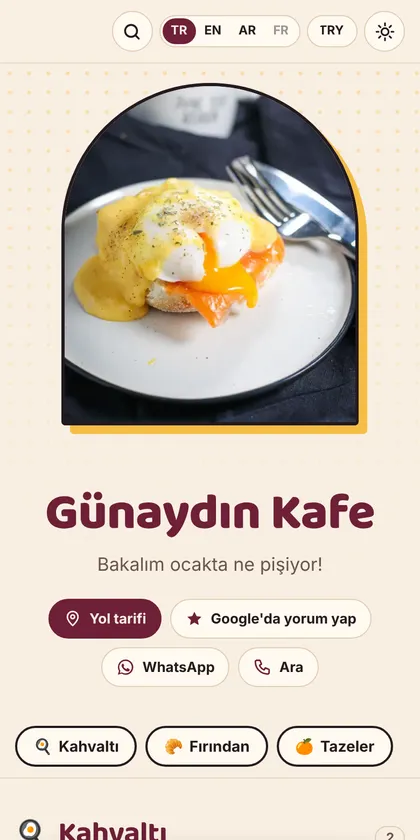 TR EN AR FR TRY
Günaydın Kafe
Bakalım ocakta ne pişiyor!
Yol tarifi Google'da yorum yap
WhatsApp Ara
Kahvaltı Fırından Tazeler
Kahvaltı 2